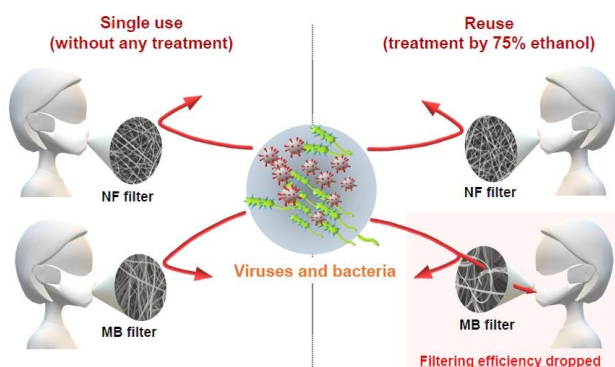 Single use
(without any treatment)
Reuse
(treatment by 75% ethanol)
NF filter
NF filter
Viruses and bacteria
MB filter
MB filter
Filtering efficiency dropped